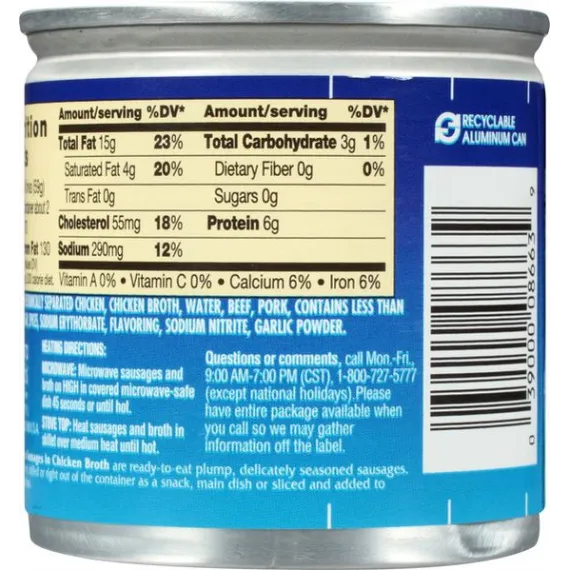 Amount/serving %DV* Amount/serving %DV*
Total Fat 15g 23% Total Carbohydrate 3g 1%
Saturated Fat 4g 20% Dietary Fiber 0g 0%
Trans Fat 0g Sugars 0g
Cholesterol 55mg 18% Protein 6g
Sodium 290mg 12%
Fat 130
Vitamin A 0% • Vitamin C 0% • Calcium 6% • Iron 6%
SEPARATED CHICKEN, CHICKEN BROTH, WATER, BEEF, PORK, CONTAINS LESS THAN
SODIUM ERYTHORBATE, FLAVORING, SODIUM NITRITE, GARLIC POWDER.
HEATING DIRECTIONS:
MICROWAVE: Microwave sausages and
broth on HIGH in covered microwave-safe
dish 45 seconds or until hot.
STOVE TOP: Heat sausages and broth in
skillet over medium heat until hot.
Questions or comments, call Mon.-Fri.,
9:00 AM-7:00 PM (CST), 1-800-727-5777
(except national holidays).Please
have entire package available when
you call so we may gather
information off the label.
in Chicken Broth are ready-to-eat plump, delicately seasoned sausages.
or right out of the container as a snack, main dish or sliced and added to
RECYCLABLE
ALUMINUM CAN
0 39000 08663 9